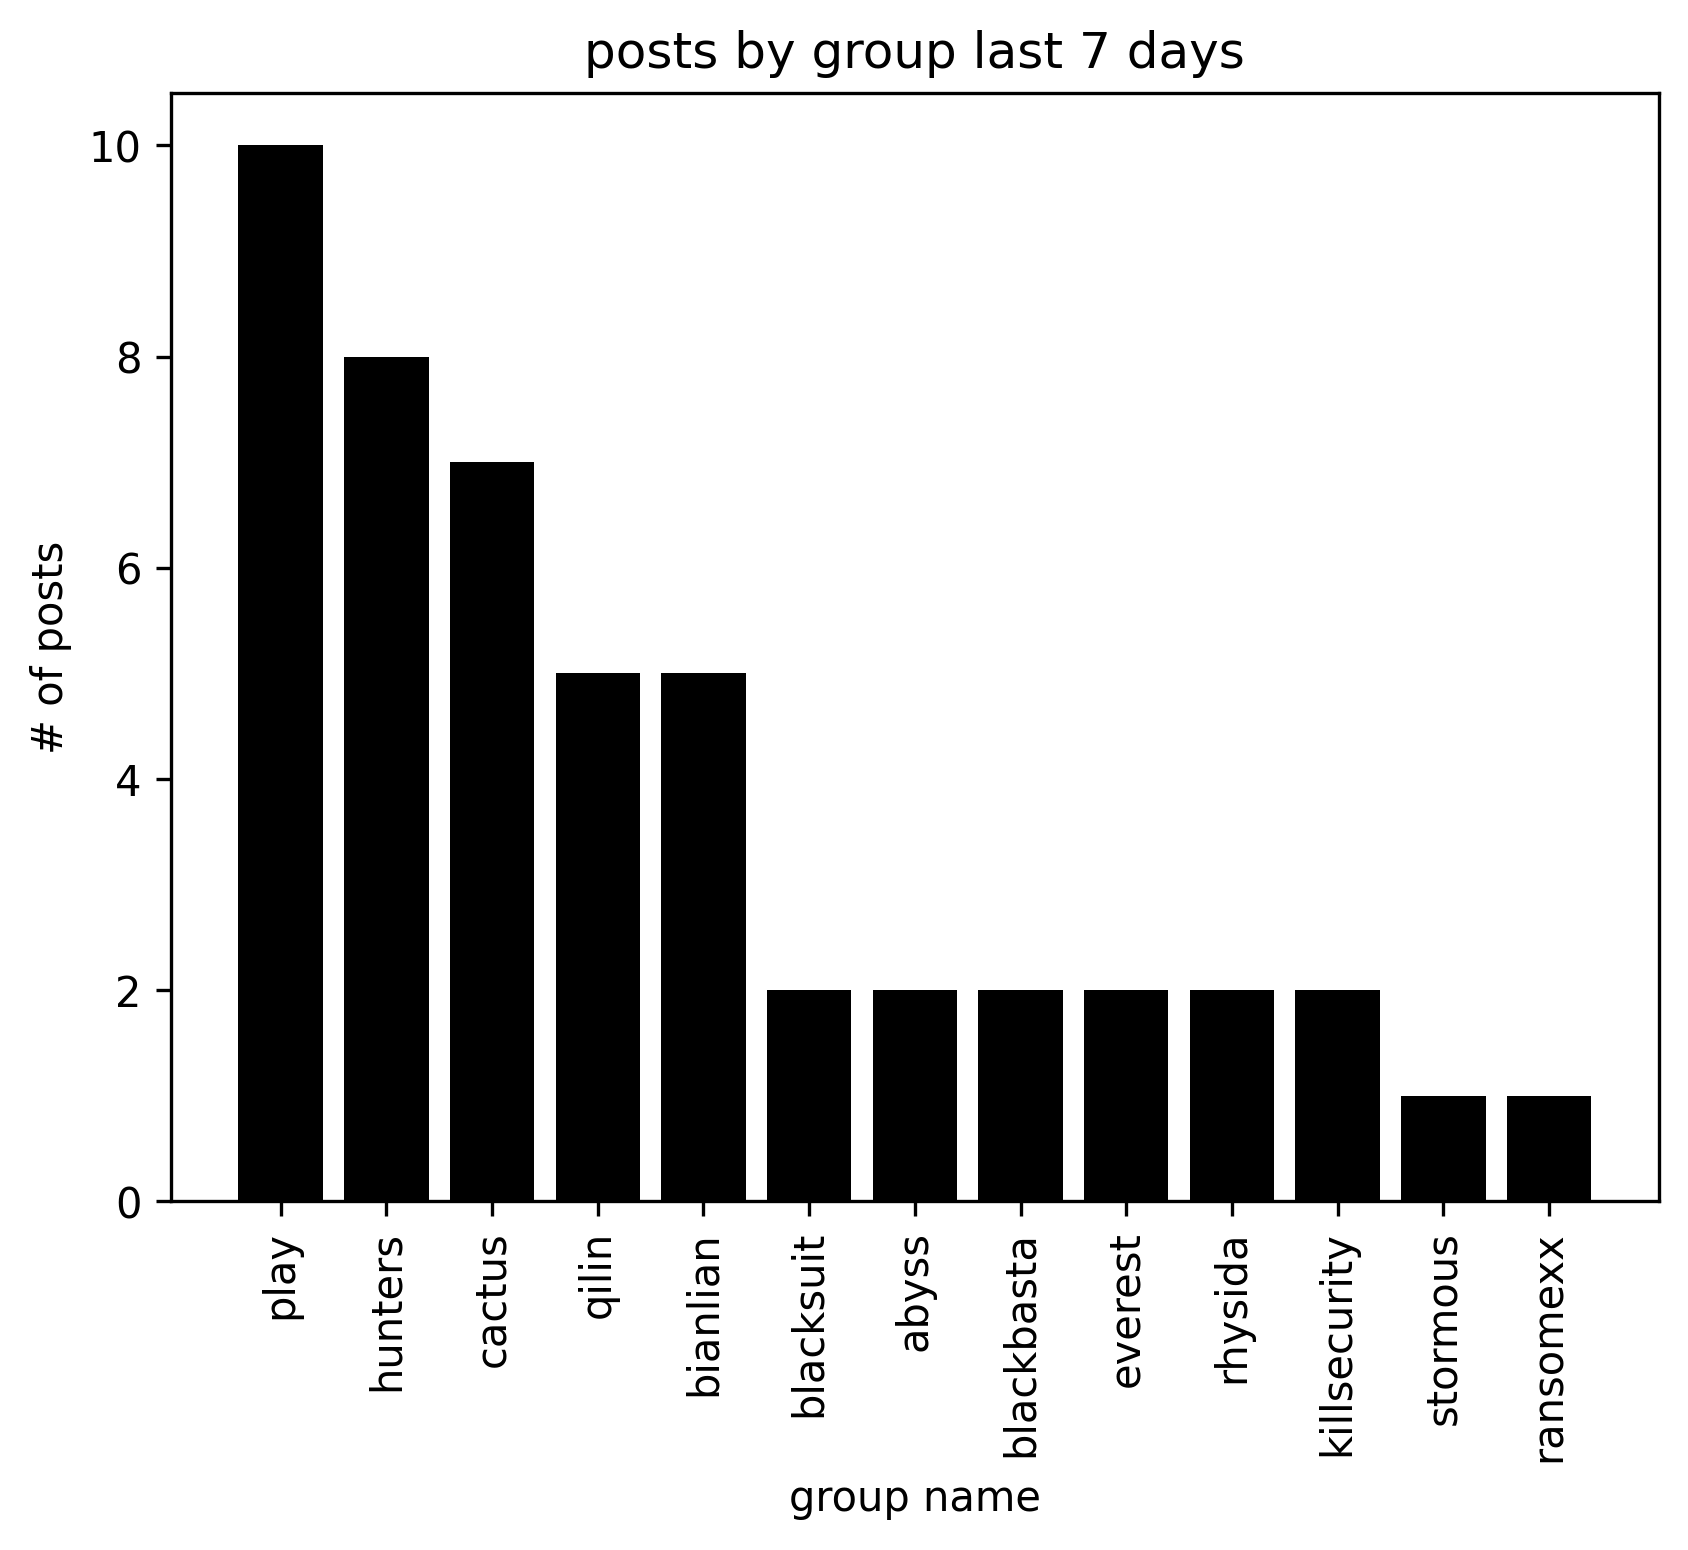 posts by group last 7 days
10
8
6
4
2
0
# of posts
play
hunters
cactus
qilin
bianlian
blacksuit
abyss
blackbasta
everest
rhysida
killsecurity
stormous
ransomexx
group name